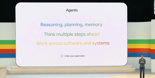 Agents
Reasoning, planning, memory
Think multiple steps ahead
Work across software and systems